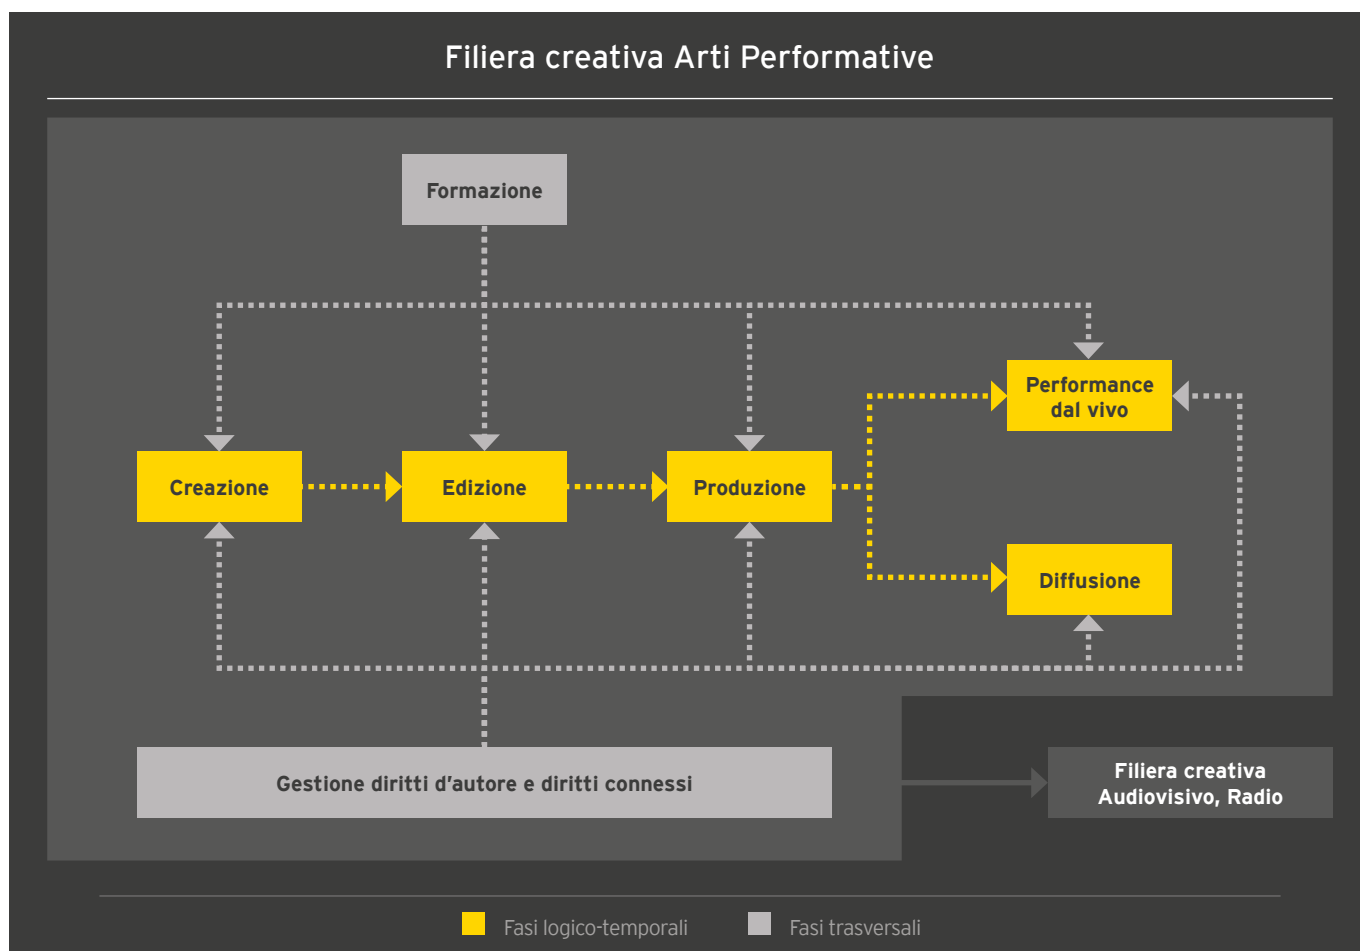 Filiera creativa Arti Performative
Formazione
Performance
dal vivo
Creazione
Edizione
Produzione
Diffusione
Gestione diritti d'autore e diritti connessi
Filiera creativa
Audiovisivo, Radio
Fasi logico-temporali
Fasi trasversali